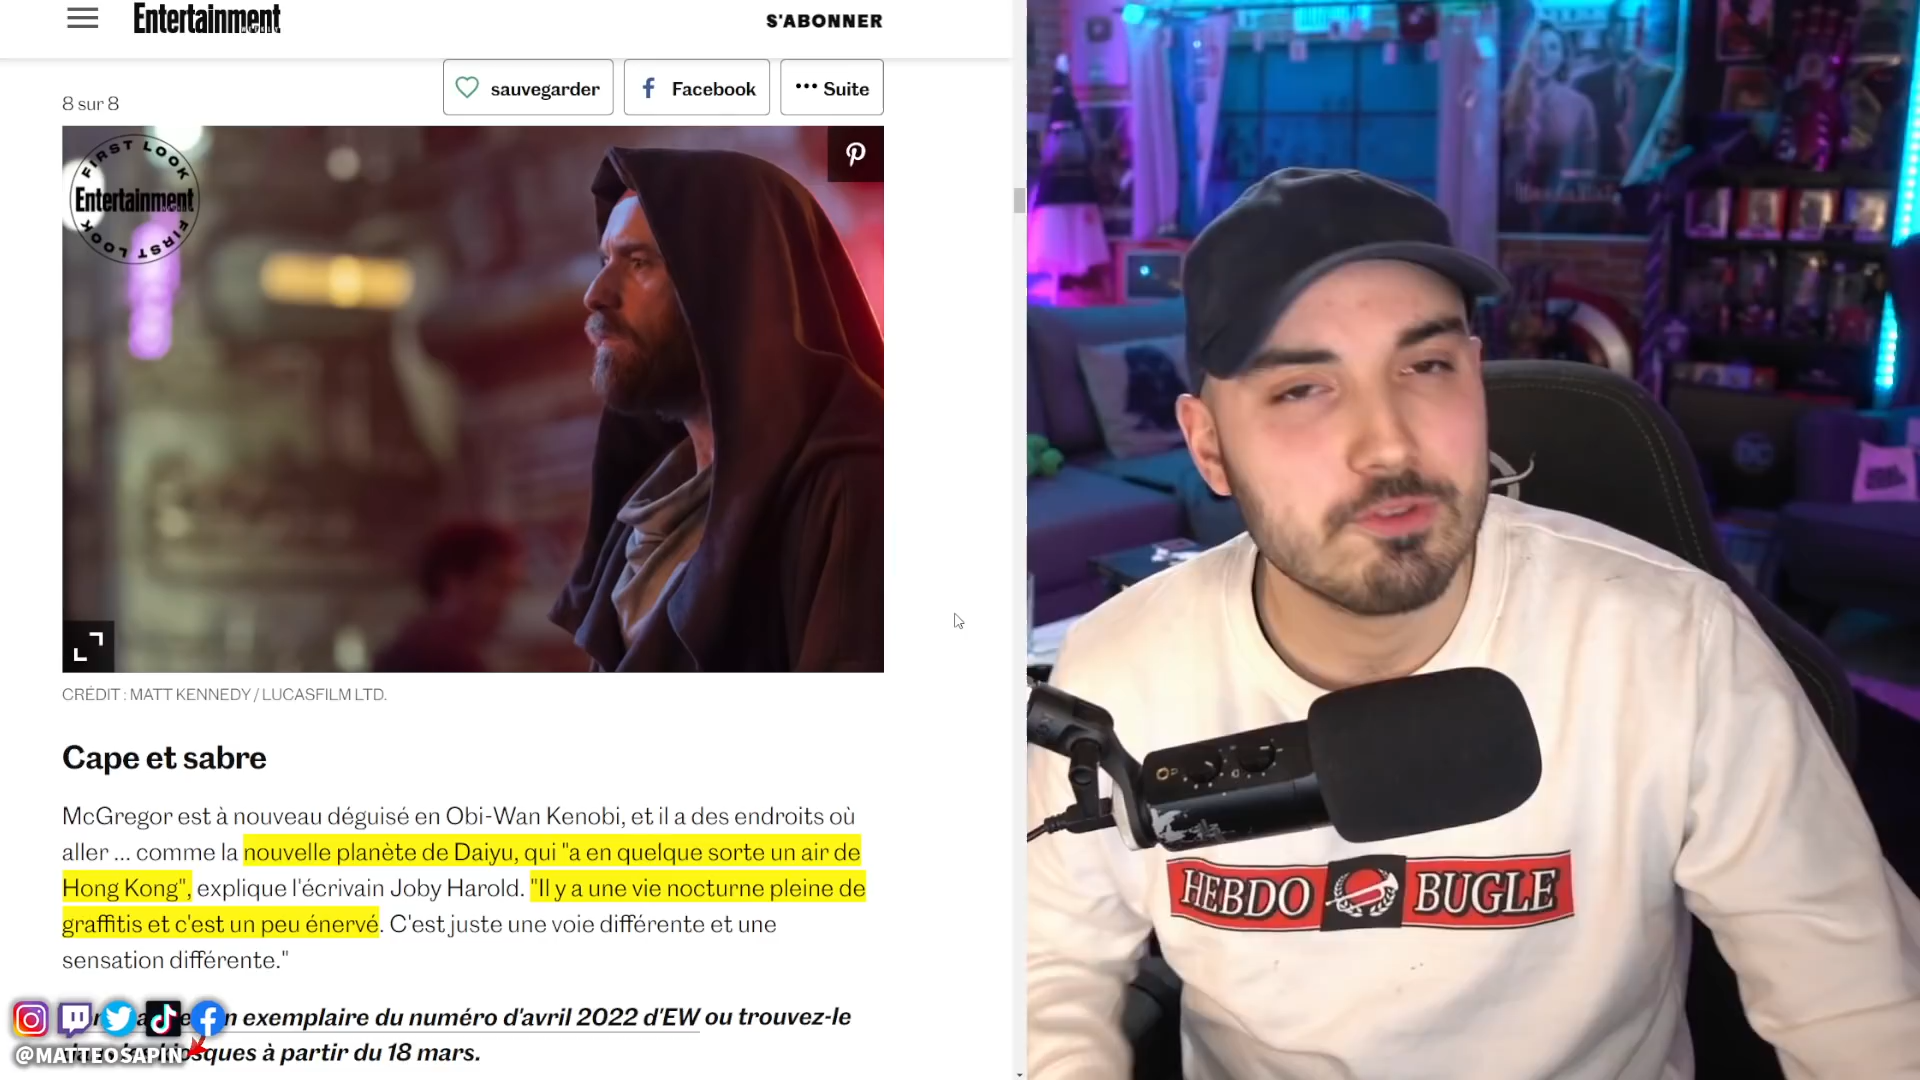 Entertainment
S'ABONNER
8 sur 8
sauvegarder
Facebook
Suite
FIRST LOOK
Entertainment
FIRST LOOK
CRÉDIT : MATT KENNEDY / LUCASFILM LTD.
Cape et sabre
McGregor est à nouveau déguisé en Obi-Wan Kenobi, et il a des endroits où
aller ... comme la nouvelle planète de Daiyu, qui "a en quelque sorte un air de
Hong Kong", explique l'écrivain Joby Harold. "Il y a une vie nocturne pleine de
graffitis et c'est un peu énervé. C'est juste une voie différente et une
sensation différente."
exemplaire du numéro d'avril 2022 d'EW ou trouvez-le
à partir du 18 mars.
@MATTEOSAPIN
HEBDO BUGLE
DC